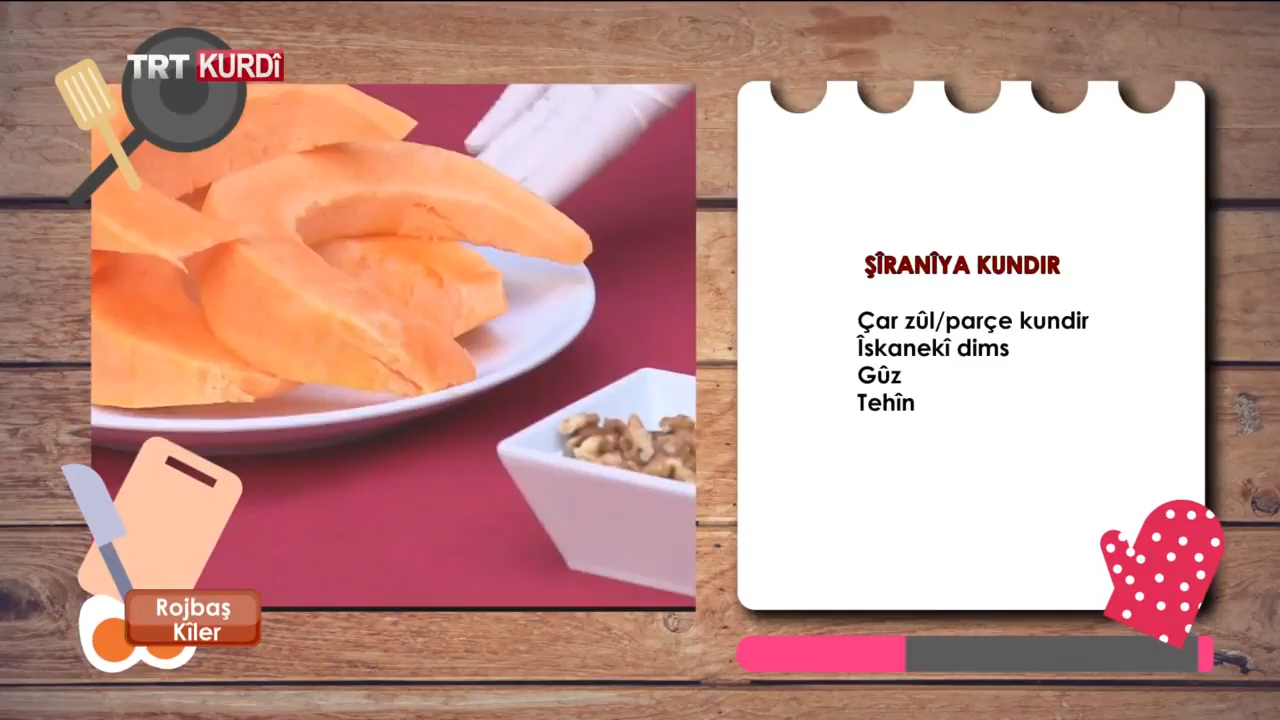 TRT KURDÎ
ŞÎRANÎYA KUNDIR
Çar zûl/parçe kundir
Îskanekî dims
Gûz
Tehîn
Rojbaş
Kîler